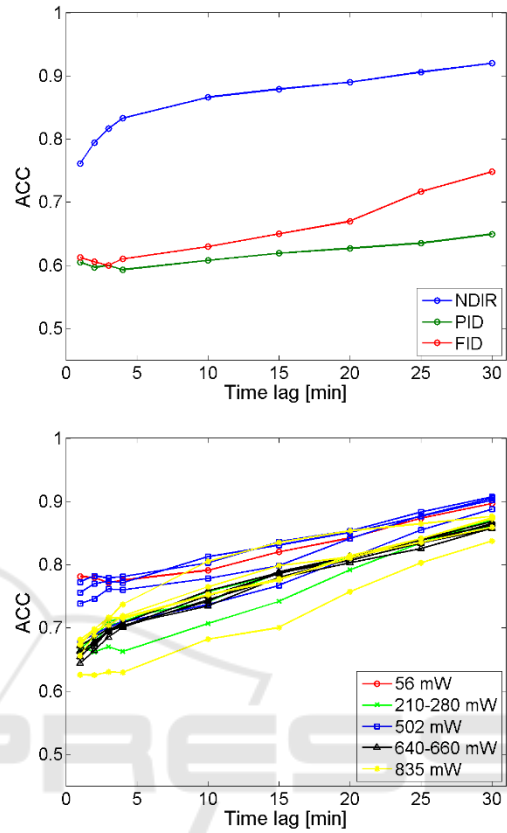 1
0.9
0.8
0.7
0.6
0.5
ACC
0 5 10 15 20 25 30
Time lag [min]
NDIR
PID
FID
1
0.9
0.8
0.7
0.6
0.5
ACC
0 5 10 15 20 25 30
Time lag [min]
56 mW
210-280 mW
502 mW
640-660 mW
835 mW
PRESS